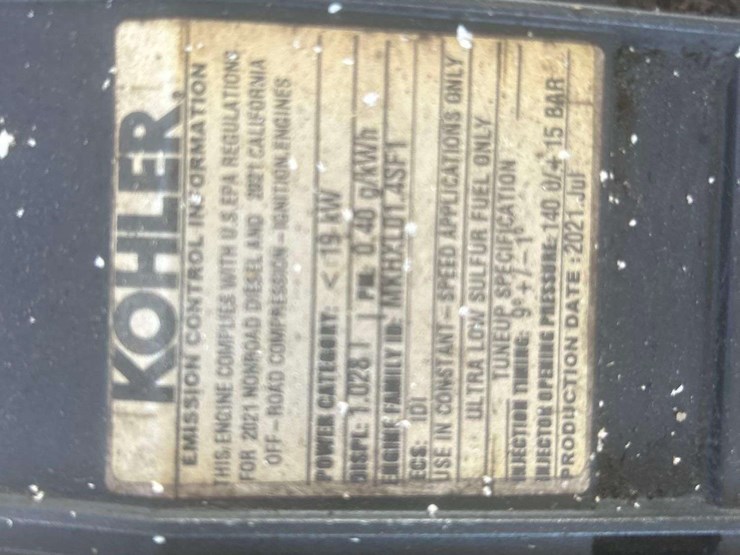 KOHLER.
EMISSION CONTROL INFORMATION
THIS ENGINE COMPLIES WITH U.S EPA REGULATIONS
FOR 2021 NONROAD DIESEL AND 2021 CALIFORNIA
OFF-ROAD COMPRESSION-IGNITION ENGINES
POWER CATEGORY: < 19 kW
DISPL: 1.028 l PM: 0.40 g/kWh
ENGINE FAMILY ID:
ECS: IDI
USE IN CONSTANT-SPEED APPLICATIONS ONLY
ULTRA LOW SULFUR FUEL ONLY
TUNEUP SPECIFICATION
INJECTION TIMING: 9° +/-1°
INJECTOR OPENING PRESSURE: 140 0/+ 15 BAR
PRODUCTION DATE : 2021.Jul